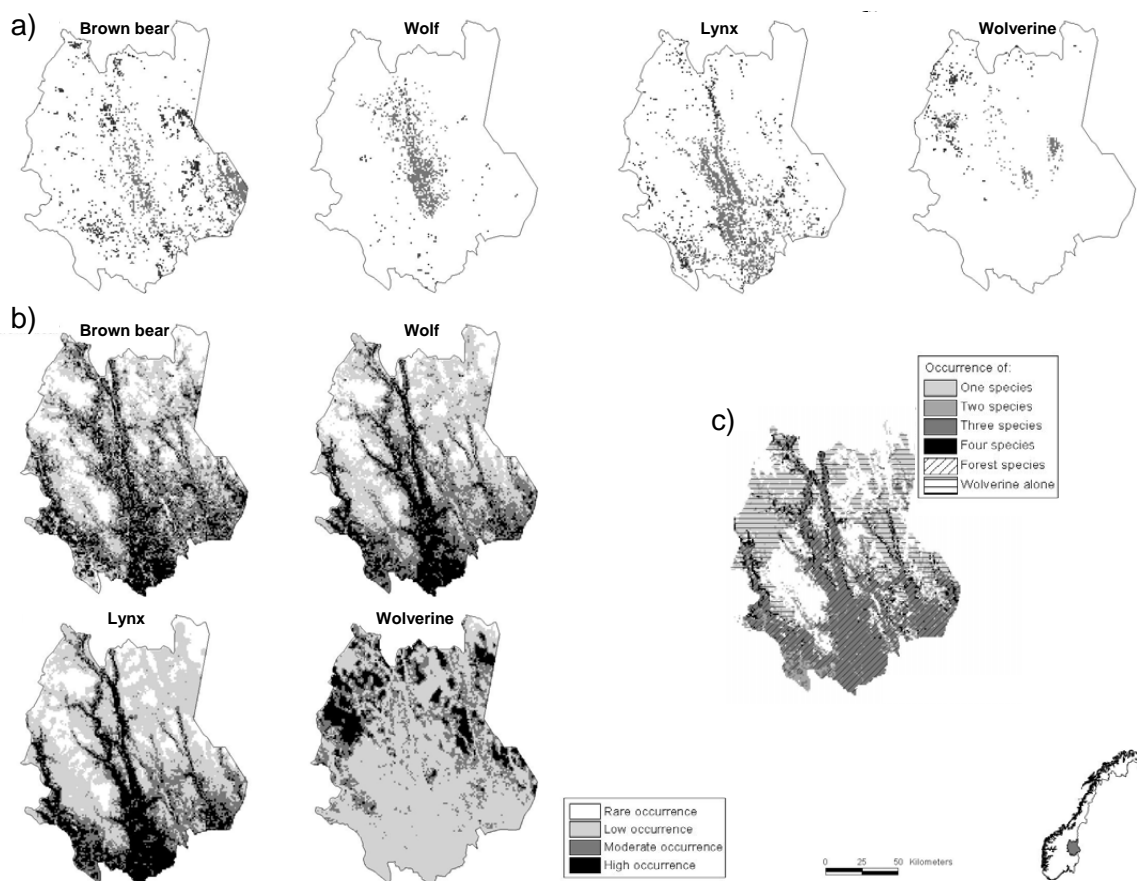 a)
Brown bear
Wolf
Lynx
Wolverine
b)
Brown bear
Wolf
Lynx
Wolverine
Rare occurrence
Low occurrence
Moderate occurrence
High occurrence
c)
Occurrence of:
One species
Two species
Three species
Four species
Forest species
Wolverine alone
0 25 50 Kilometers